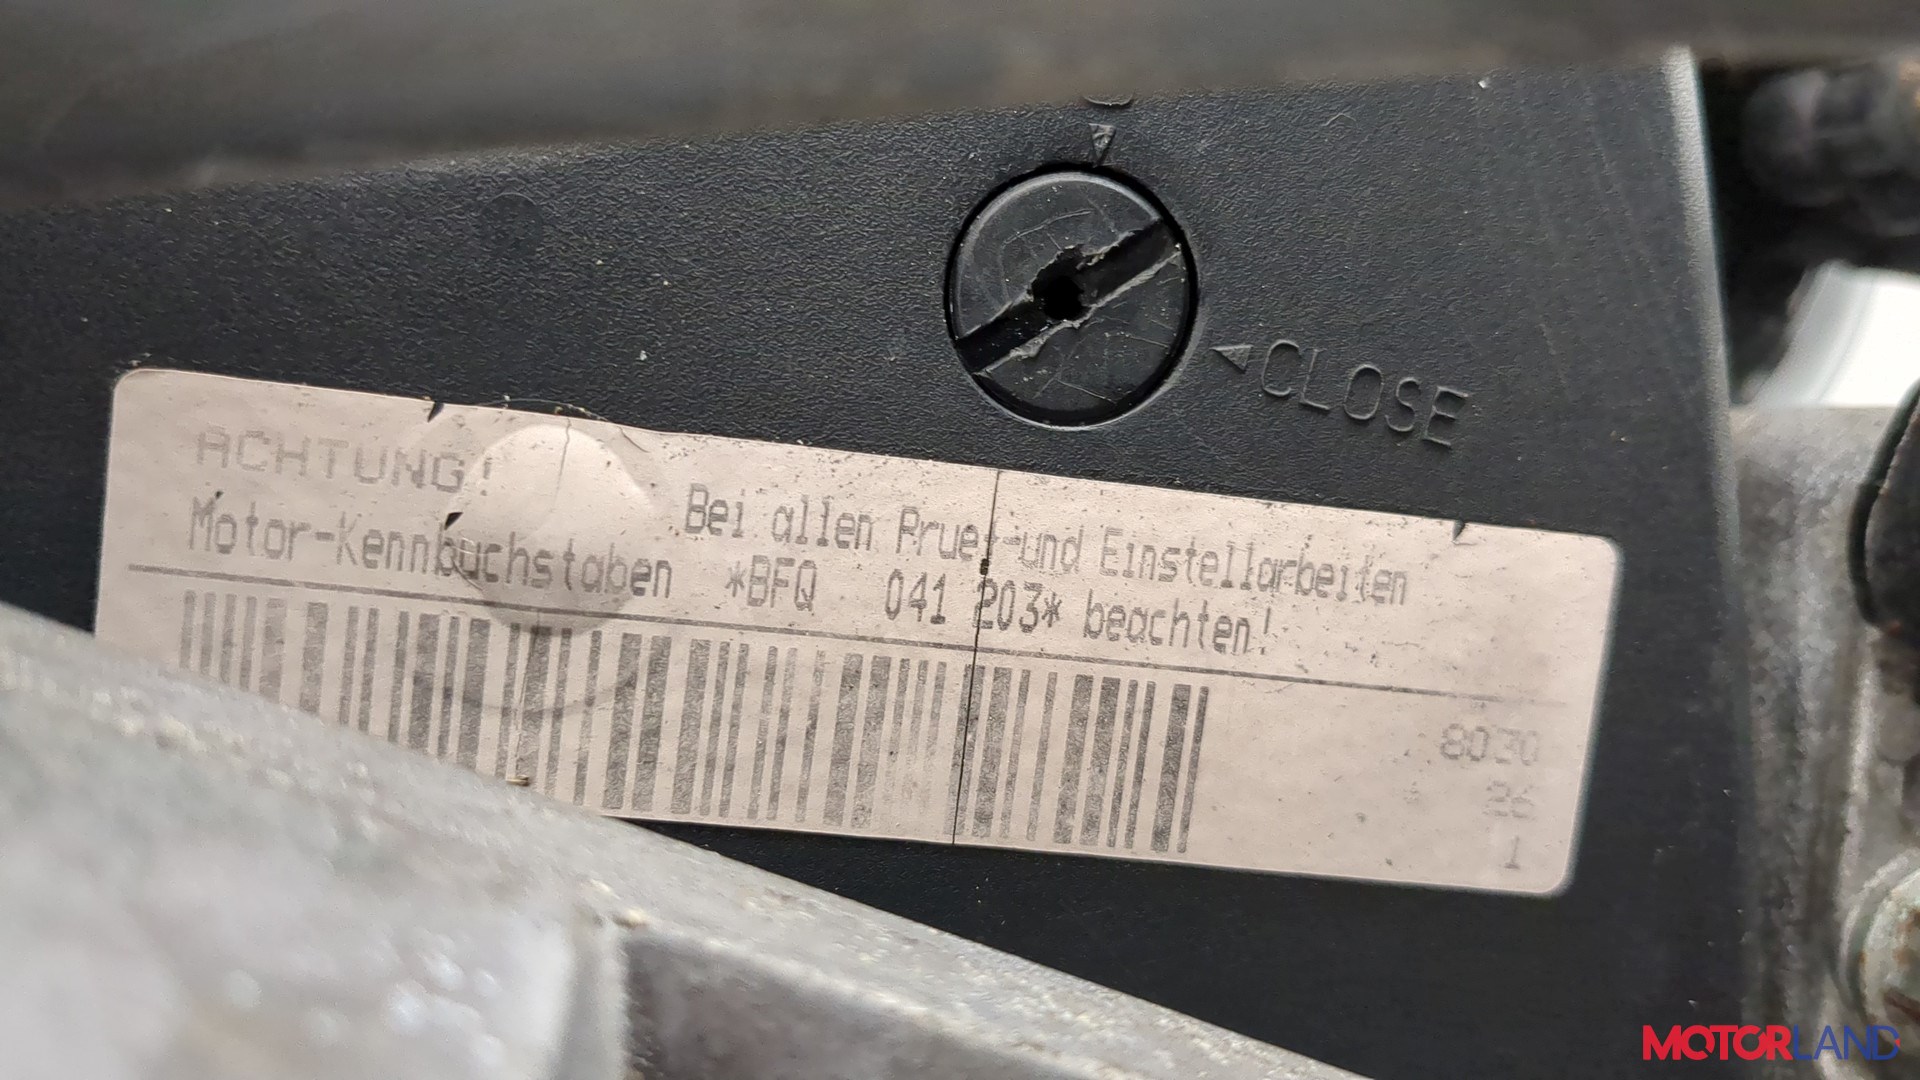 CLOSE
ACHTUNG! Bei allen Pruef-und Einstellarbeiten
Motor-Kennbuchstaben *BFQ 041 203* beachten!
8030
26
1
MOTORLAND